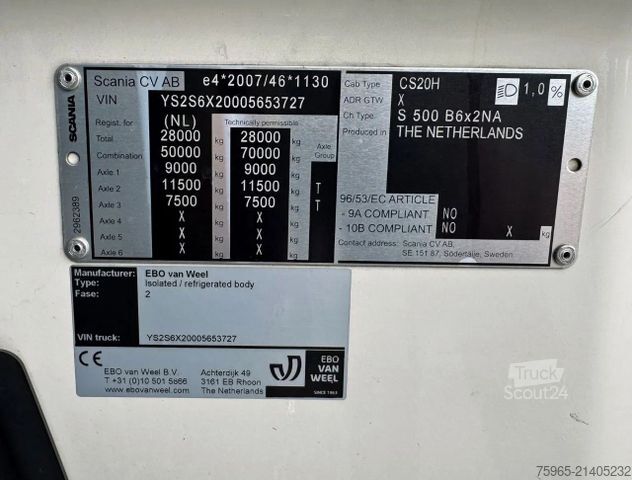 SCANIA
2962389
Scania CV AB e4*2007/46*1130
VIN YS2S6X20005653727
Regist. for (NL) Technically permissible
Total 28000 kg 28000 kg Axle Group
Combination 50000 kg 70000 kg
Axle 1 9000 kg 9000 kg
Axle 2 11500 kg 11500 kg T
Axle 3 7500 kg 7500 kg T
Axle 4 X kg X kg
Axle 5 X kg X kg
Axle 6 X kg X kg
Cab Type CS20H 1,0 %
ADR GTW X
Ch Type S 500 B6x2NA
Produced in THE NETHERLANDS
96/53/EC ARTICLE
- 9A COMPLIANT NO
- 10B COMPLIANT NO X kg
Contact address: Scania CV AB,
SE 151 87, Södertälje, Sweden
Manufacturer: EBO van Weel
Type: Isolated / refrigerated body
Fase: 2
VIN truck: YS2S6X20005653727
CE
EBO van Weel B.V. Achterdijk 49
T +31 (0)10 501 5866 3161 EB Rhoon
www.ebovanweel.com The Netherlands
EBO
VAN
WEEL
SINCE 1963
Truck
Scout24
75965-21405232